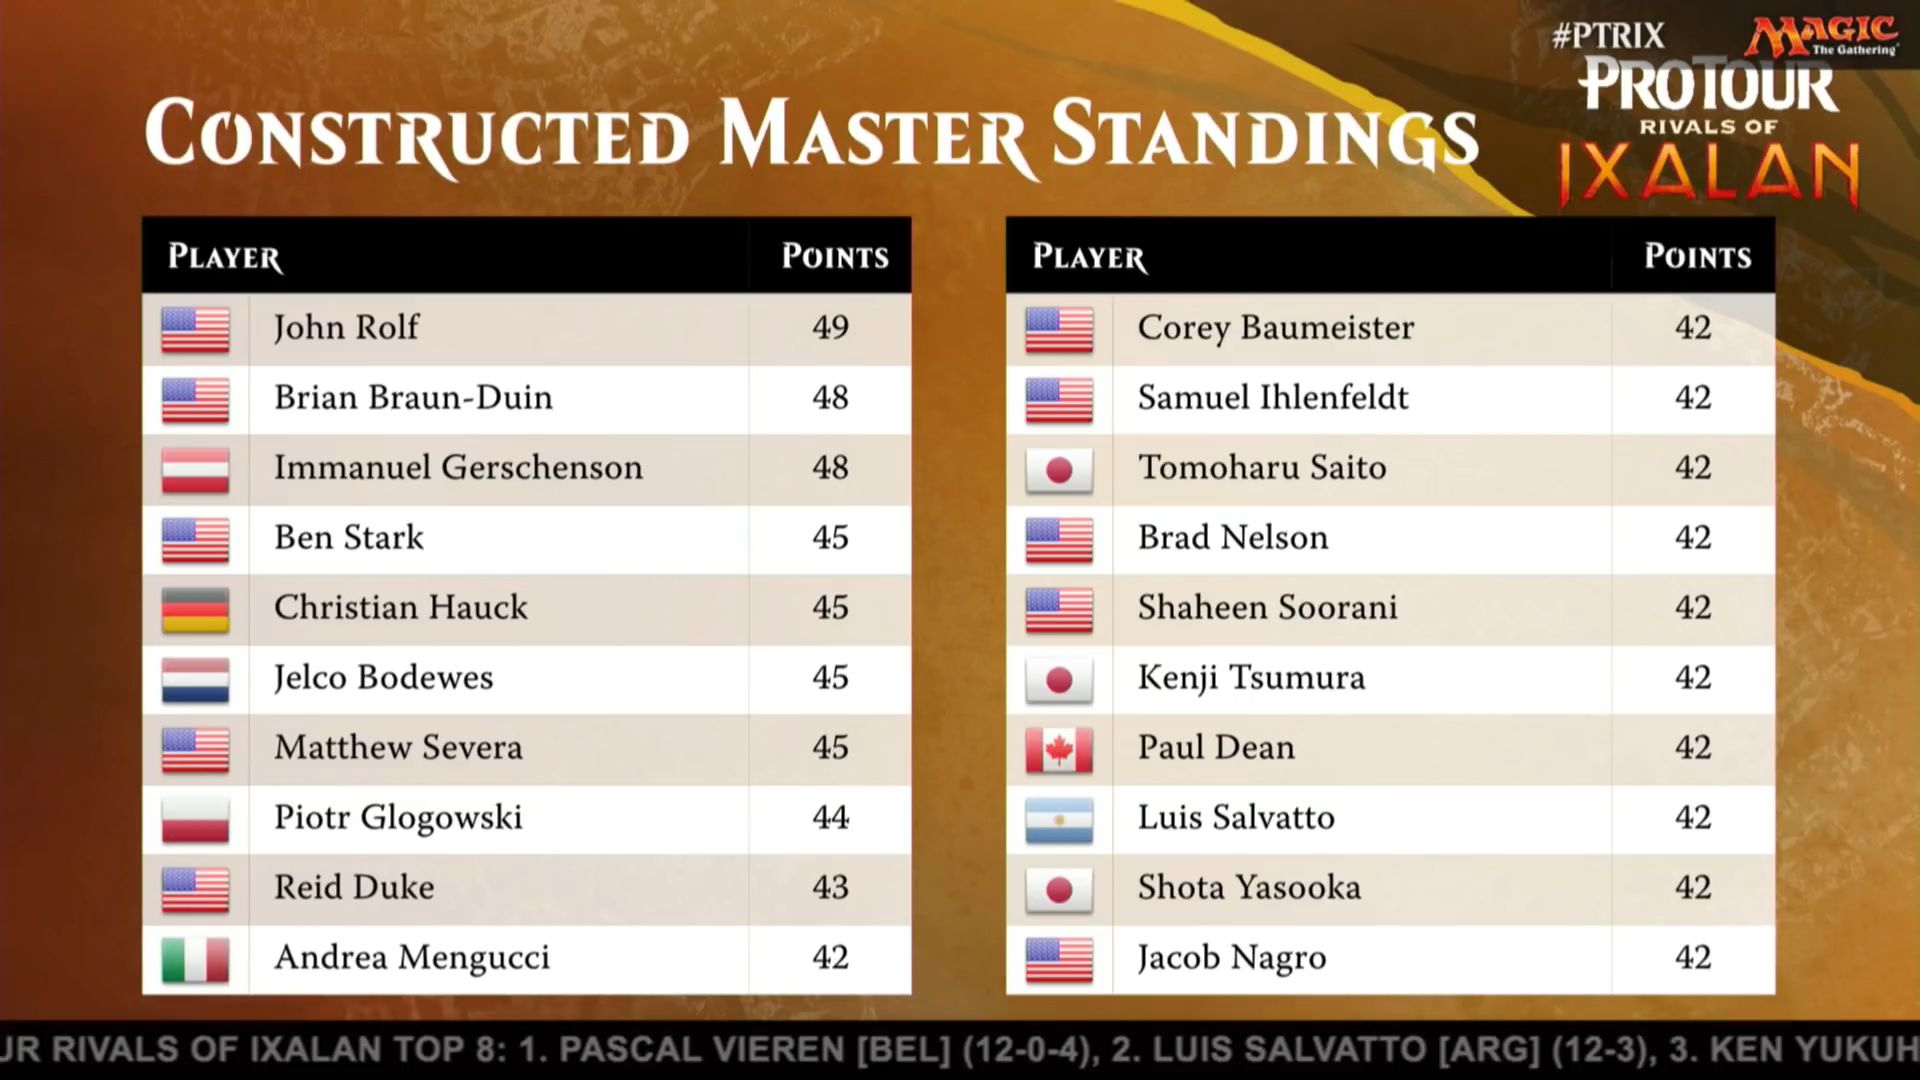 #PTRIX
MAGIC
The Gathering
PRO TOUR
RIVALS OF
IXALAN
CONSTRUCTED MASTER STANDINGS
PLAYER POINTS
John Rolf 49
Brian Braun-Duin 48
Immanuel Gerschenson 48
Ben Stark 45
Christian Hauck 45
Jelco Bodewes 45
Matthew Severa 45
Piotr Glogowski 44
Reid Duke 43
Andrea Mengucci 42
PLAYER POINTS
Corey Baumeister 42
Samuel Ihlenfeldt 42
Tomoharu Saito 42
Brad Nelson 42
Shaheen Soorani 42
Kenji Tsumura 42
Paul Dean 42
Luis Salvatto 42
Shota Yasooka 42
Jacob Nagro 42
UR RIVALS OF IXALAN TOP 8: 1. PASCAL VIEREN [BEL] (12-0-4), 2. LUIS SALVATTO [ARG] (12-3), 3. KEN YUKUH